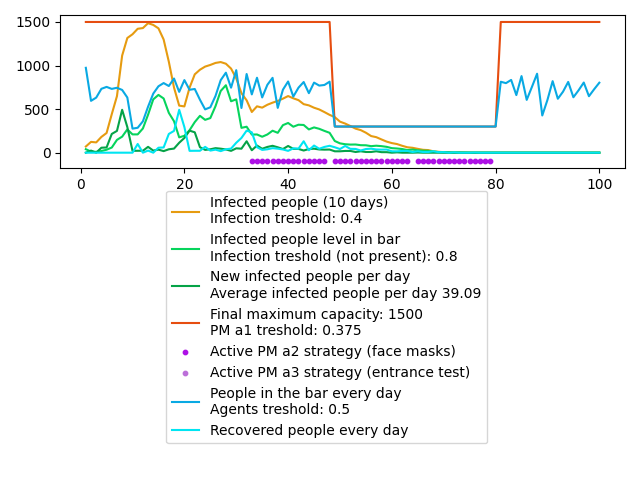 1500
1000
500
0
0
20
40
60
80
100
Infected people (10 days)
Infection treshold: 0.4
Infected people level in bar
Infection treshold (not present): 0.8
New infected people per day
Average infected people per day 39.09
Final maximum capacity: 1500
PM a1 treshold: 0.375
Active PM a2 strategy (face masks)
Active PM a3 strategy (entrance test)
People in the bar every day
Agents treshold: 0.5
Recovered people every day